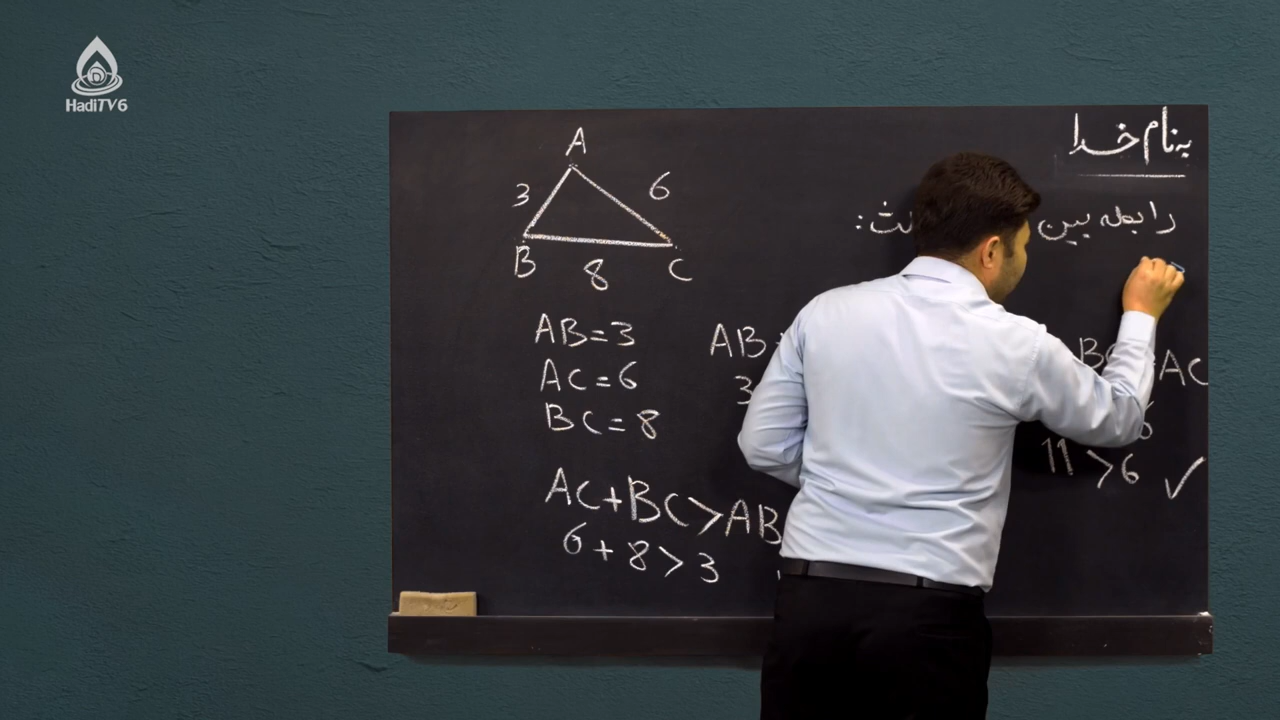 HadiTV6
به نام خدا
رابطه بین
A
3
6
B
8
C
AB=3
AC=6
BC=8
AB
3
AC
11>6 ✓
AC+BC>AB
6+8>3